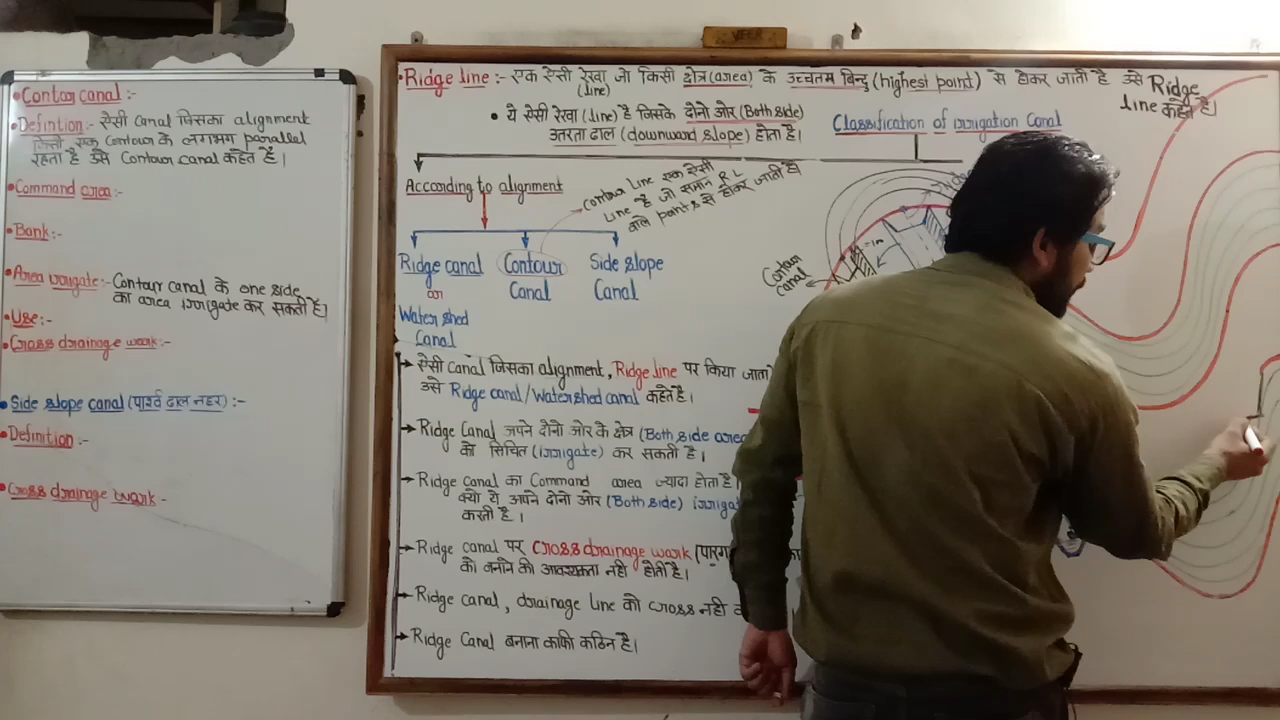 • Contour canal :-
• Defintion :- ऐसी Canal जिसका alignment
किसी एक Contour के लगभग parallel
रहता है उसे Contour canal कहते है।
• Command area :-
• Bank :-
• Area irrigate :- Contour canal के one side
का area irrigate कर सकती है।
• Use :-
• Cross drainage work :-
• Side slope canal (पार्श्व ढाल नहर) :-
• Definition :-
• Cross drainage work -
VEER
• Ridge line :- एक ऐसी रेखा जो किसी क्षेत्र (area) के उच्चतम बिन्दु (highest point) से होकर जाती है उसे Ridge
(line)
line कहते है।
• ये ऐसी रेखा (line) है जिसके दोनो ओर (Both side)
उतरता ढाल (downward slope) होता है।
Classification of irrigation Canal
According to alignment
Contour Line एक ऐसी
Line है जो समान R.L
वाले points से होकर जाती है।
Ridge canal
or
Water shed
Canal
Contour
Canal
Side slope
Canal
Contour
Canal
→ ऐसी Canal जिसका alignment, Ridge line पर किया जाता
उसे Ridge canal/Water shed canal कहते है।
→ Ridge Canal अपने दोनो ओर के क्षेत्र (Both side area
को सिंचित (irrigate) कर सकती है।
→ Ridge Canal का Command area ज्यादा होता है।
क्यो ये अपने दोनो ओर (Both side)
करती है।
→ Ridge canal पर Cross drainage work
को बनाने की आवश्यकता नही होती है।
→ Ridge canal, drainage line को cross नही
→ Ridge Canal बनाना काफी कठिन है।